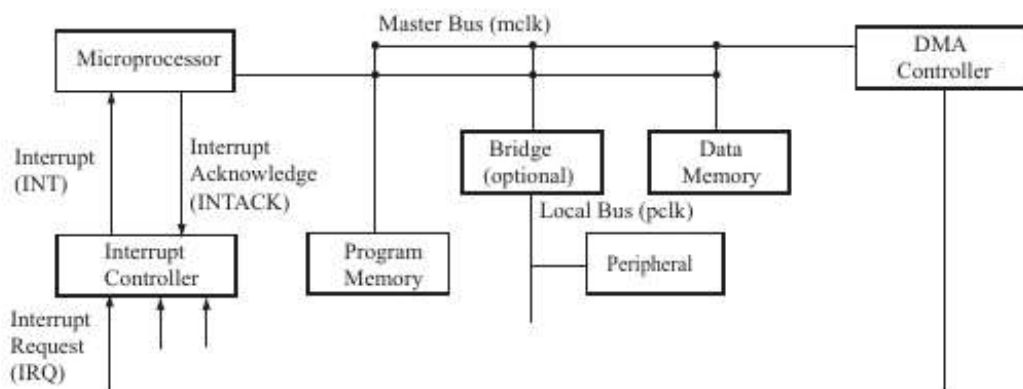 Master Bus (mclk)
Microprocessor
DMA
Controller
Interrupt
(INT)
Interrupt
Acknowledge
(INTACK)
Bridge
(optional)
Data
Memory
Local Bus (pclk)
Interrupt
Controller
Program
Memory
Peripheral
Interrupt
Request
(IRQ)